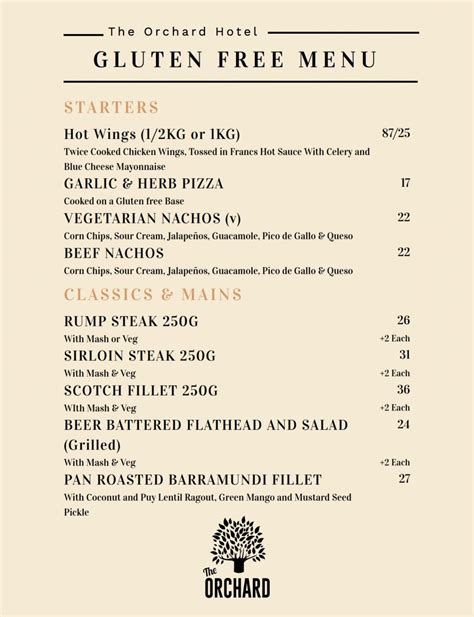 The Orchard Hotel
GLUTEN FREE MENU
STARTERS
Hot Wings (1/2KG or 1KG) 87/25
Twice Cooked Chicken Wings, Tossed in Francs Hot Sauce With Celery and
Blue Cheese Mayonnaise
GARLIC & HERB PIZZA 17
Cooked on a Gluten free Base
VEGETARIAN NACHOS (v) 22
Corn Chips, Sour Cream, Jalapeños, Guacamole, Pico de Gallo & Queso
BEEF NACHOS 22
Corn Chips, Sour Cream, Jalapeños, Guacamole, Pico de Gallo & Queso
CLASSICS & MAINS
RUMP STEAK 250G 26
With Mash or Veg +2 Each
SIRLOIN STEAK 250G 31
With Mash & Veg +2 Each
SCOTCH FILLET 250G 36
WIth Mash & Veg +2 Each
BEER BATTERED FLATHEAD AND SALAD 24
(Grilled)
With Mash & Veg +2 Each
PAN ROASTED BARRAMUNDI FILLET 27
With Coconut and Puy Lentil Ragout, Green Mango and Mustard Seed
Pickle
The
ORCHARD